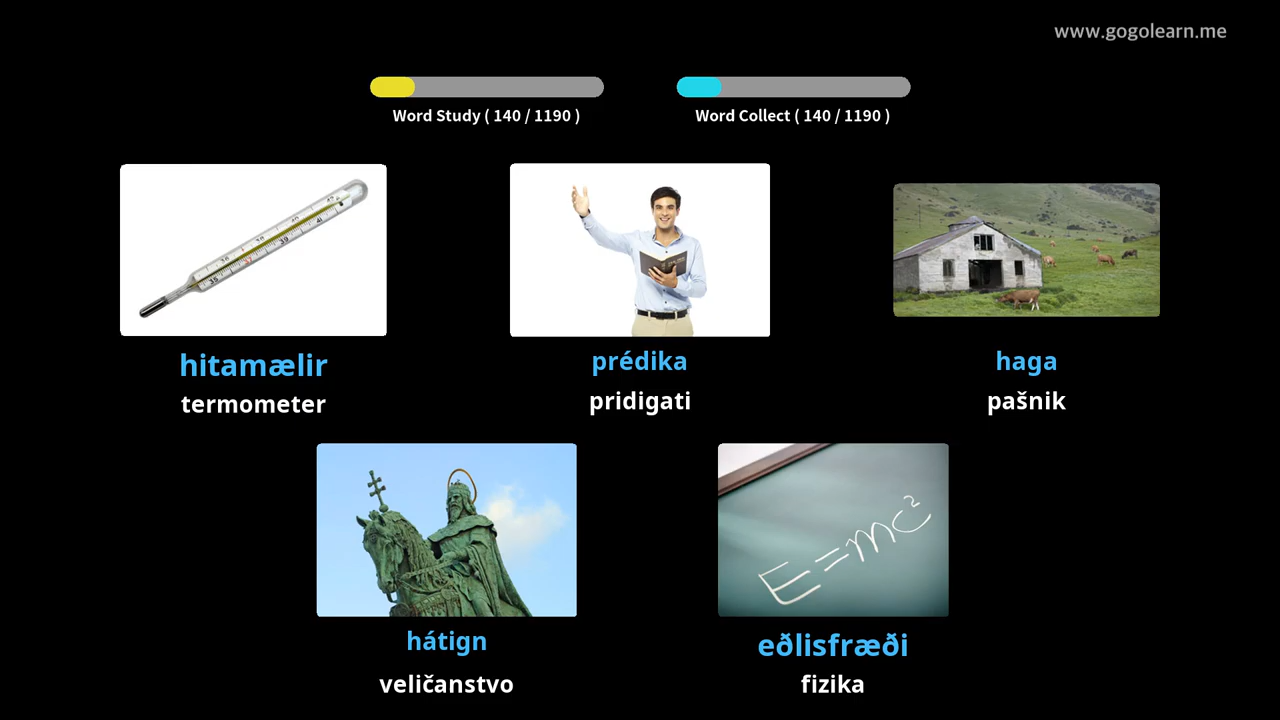 www.gogolearn.me
Word Study ( 140 / 1190 )
Word Collect ( 140 / 1190 )
hitamælir
termometer
prédika
pridigati
haga
pašnik
hátign
veličanstvo
E=mc²
eðlisfræði
fizika